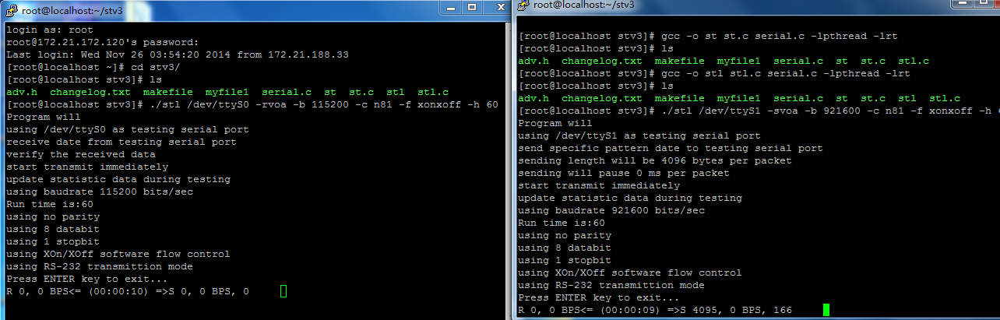 root@localhost:~/stv3
login as: root
root@172.21.172.120's password:
Last login: Wed Nov 26 03:54:20 2014 from 172.21.188.33
[root@localhost ~]# cd stv3/
[root@localhost stv3]# ls
adv.h  changelog.txt  makefile  myfile1  serial.c  st  st.c  stl  stl.c
[root@localhost stv3]# ./stl /dev/ttyS0 -rvoa -b 115200 -c n81 -f xonxoff -h 60
Program will
using /dev/ttyS0 as testing serial port
receive date from testing serial port
verify the received data
start transmit immediately
update statistic data during testing
using baudrate 115200 bits/sec
Run time is:60
using no parity
using 8 databit
using 1 stopbit
using XOn/XOff software flow control
using RS-232 transmittion mode
Press ENTER key to exit...
R 0, 0 BPS<= (00:00:10) =>S 0, 0 BPS, 0
root@localhost:~/stv3
[root@localhost stv3]# gcc -o st st.c serial.c -lpthread -lrt
[root@localhost stv3]# ls
adv.h  changelog.txt  makefile  myfile1  serial.c  st  st.c  stl.c
[root@localhost stv3]# gcc -o stl stl.c serial.c -lpthread -lrt
[root@localhost stv3]# ls
adv.h  changelog.txt  makefile  myfile1  serial.c  st  st.c  stl  stl.c
[root@localhost stv3]# ./stl /dev/ttyS1 -svoa -b 921600 -c n81 -f xonxoff -h
Program will
using /dev/ttyS1 as testing serial port
send specific pattern date to testing serial port
sending length will be 4096 bytes per packet
sending will pause 0 ms per packet
start transmit immediately
update statistic data during testing
using baudrate 921600 bits/sec
Run time is:60
using no parity
using 8 databit
using 1 stopbit
using XOn/XOff software flow control
using RS-232 transmittion mode
Press ENTER key to exit...
R 0, 0 BPS<= (00:00:09) =>S 4095, 0 BPS, 166